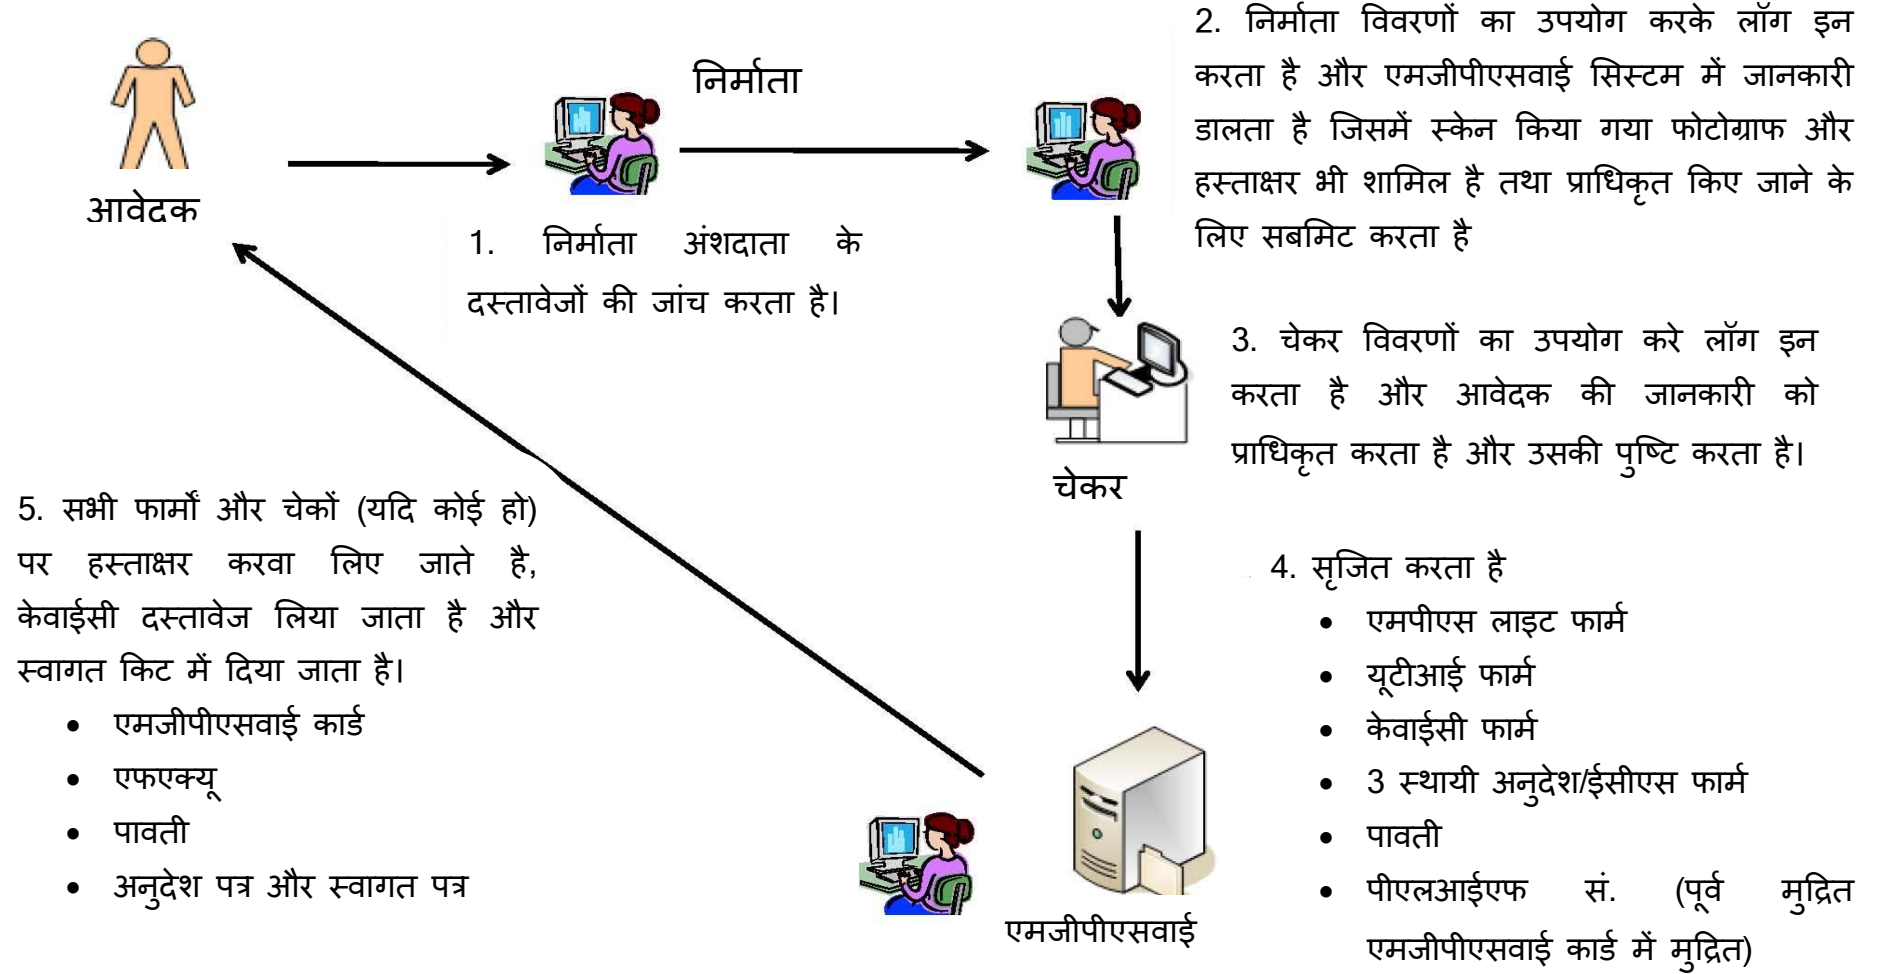 आवेदक
निर्माता
1. निर्माता अंशदाता के
दस्तावेजों की जांच करता है।
2. निर्माता विवरणों का उपयोग करके लॉग इन
करता है और एमजीपीएसवाई सिस्टम में जानकारी
डालता है जिसमें स्केन किया गया फोटोग्राफ और
हस्ताक्षर भी शामिल है तथा प्राधिकृत किए जाने के
लिए सबमिट करता है
3. चेकर विवरणों का उपयोग करे लॉग इन
करता है और आवेदक की जानकारी को
प्राधिकृत करता है और उसकी पुष्टि करता है।
चेकर
4. सृजित करता है
• एमपीएस लाइट फार्म
• यूटीआई फार्म
• केवाईसी फार्म
• 3 स्थायी अनुदेश/ईसीएस फार्म
• पावती
• पीएलआईएफ सं. (पूर्व मुद्रित
एमजीपीएसवाई कार्ड में मुद्रित)
एमजीपीएसवाई
5. सभी फार्मों और चेकों (यदि कोई हो)
पर हस्ताक्षर करवा लिए जाते है,
केवाईसी दस्तावेज लिया जाता है और
स्वागत किट में दिया जाता है।
• एमजीपीएसवाई कार्ड
• एफएक्यू
• पावती
• अनुदेश पत्र और स्वागत पत्र